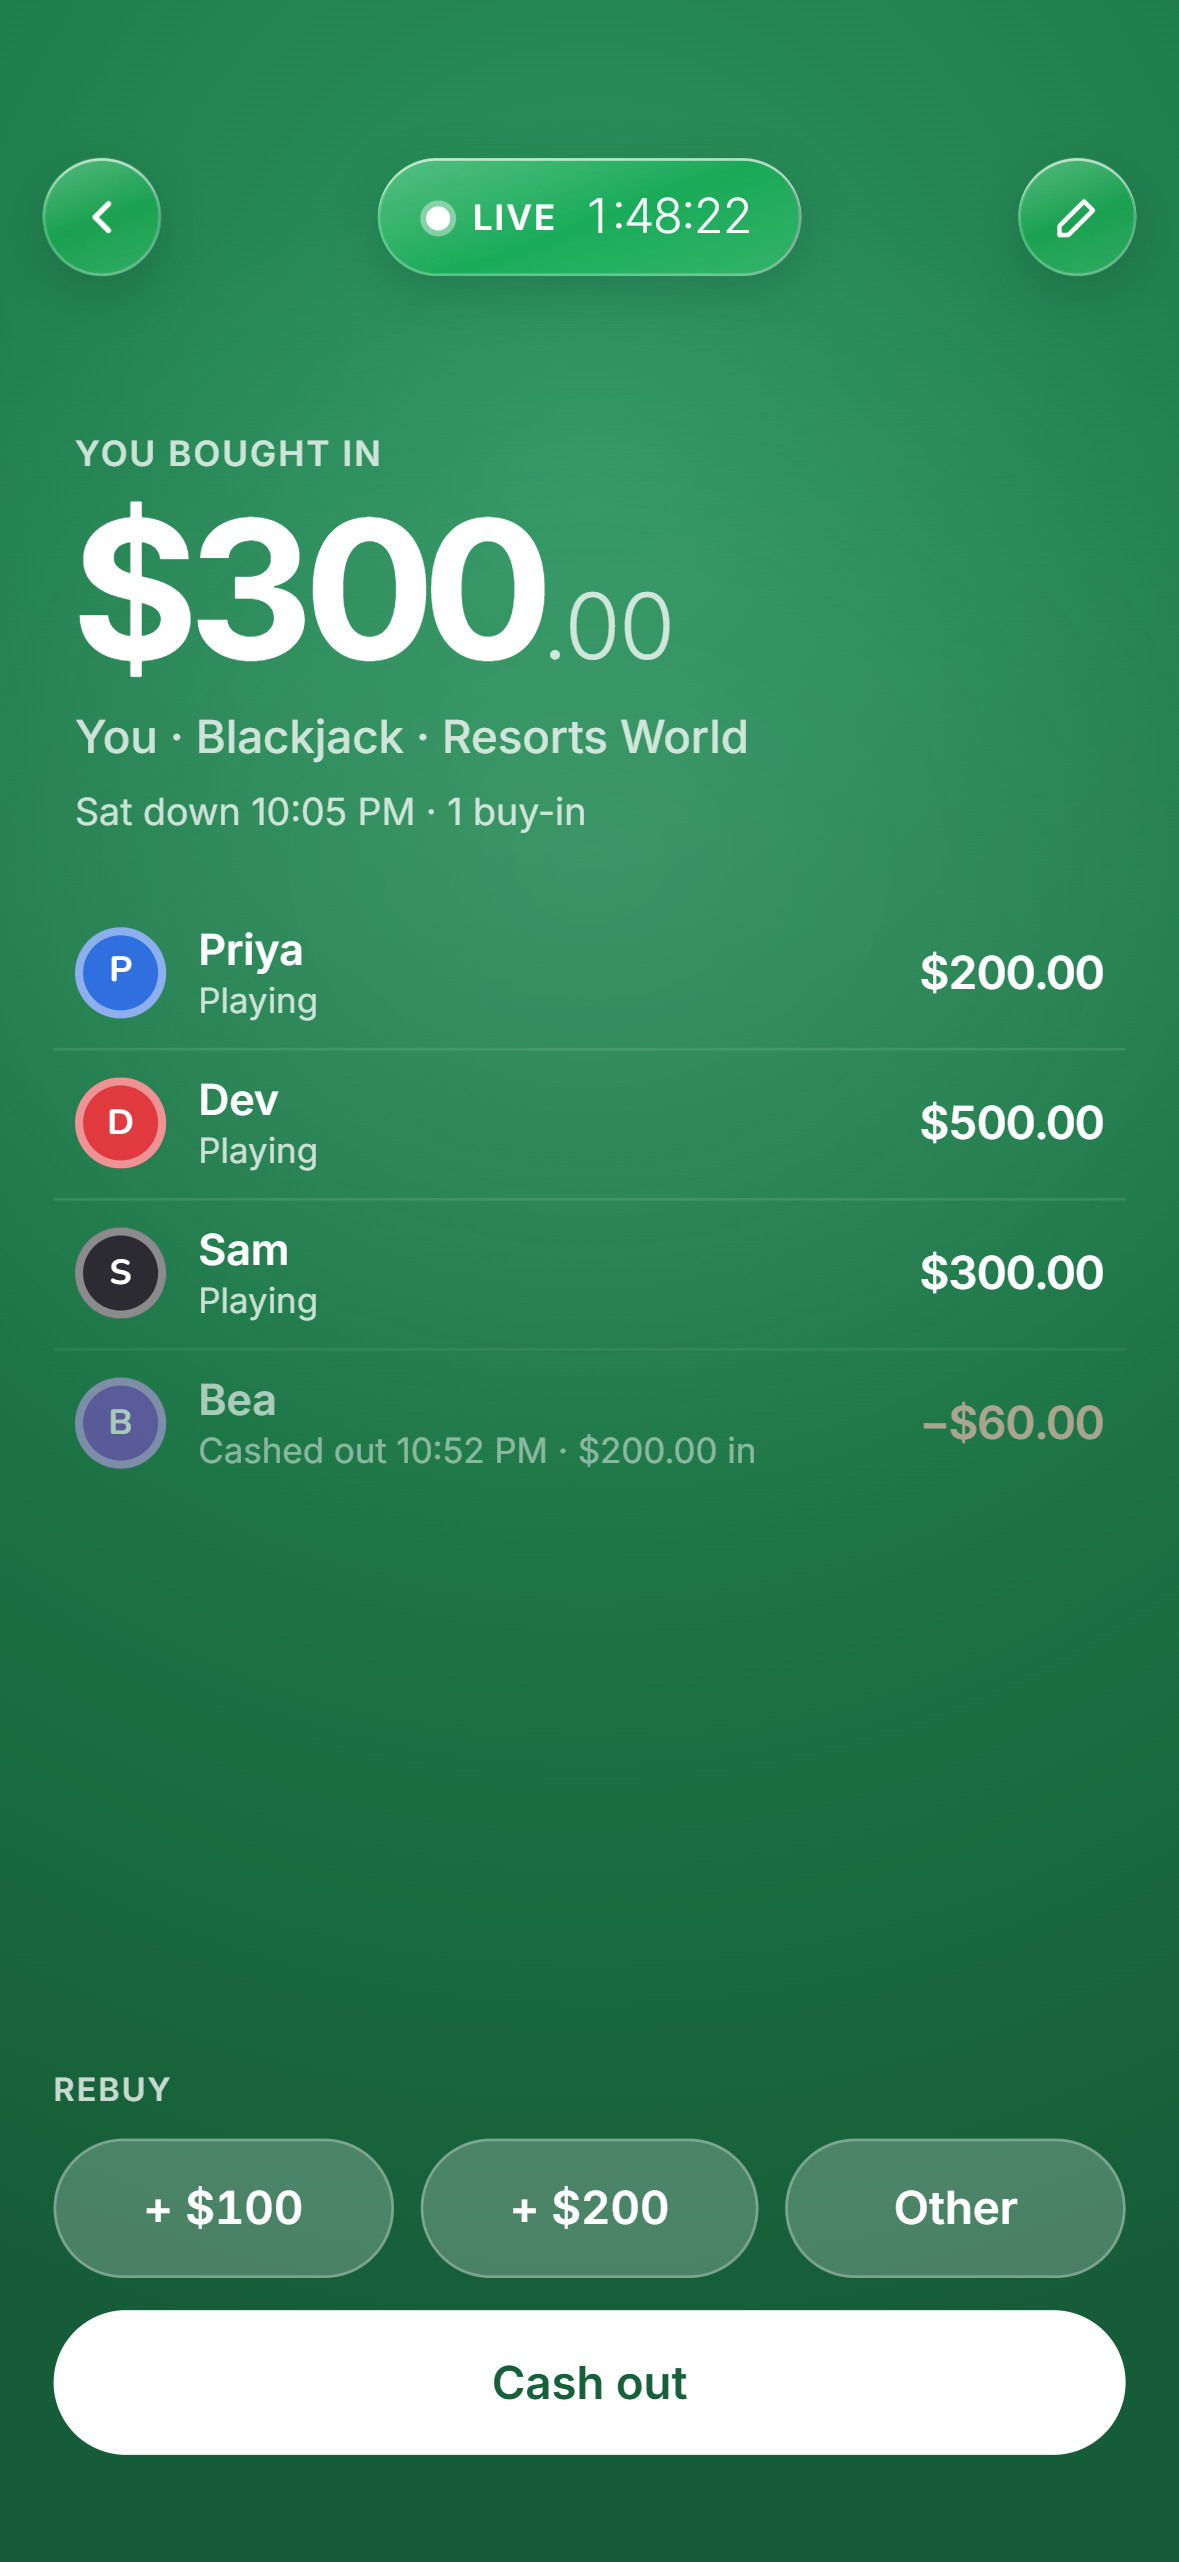 LIVE 1:48:22
YOU BOUGHT IN
$300.00
You · Blackjack · Resorts World
Sat down 10:05 PM · 1 buy-in
P
Priya
Playing
$200.00
D
Dev
Playing
$500.00
S
Sam
Playing
$300.00
B
Bea
Cashed out 10:52 PM · $200.00 in
−$60.00
REBUY
+ $100
+ $200
Other
Cash out